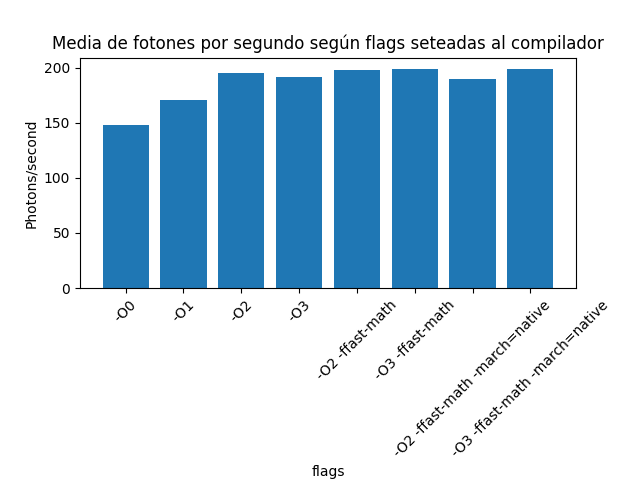 Media de fotones por segundo según flags seteadas al compilador
200
150
100
50
0
Photons/second
-O0
-O1
-O2
-O3
-O2 -ffast-math
-O3 -ffast-math
-O2 -ffast-math -march=native
-O3 -ffast-math -march=native
flags